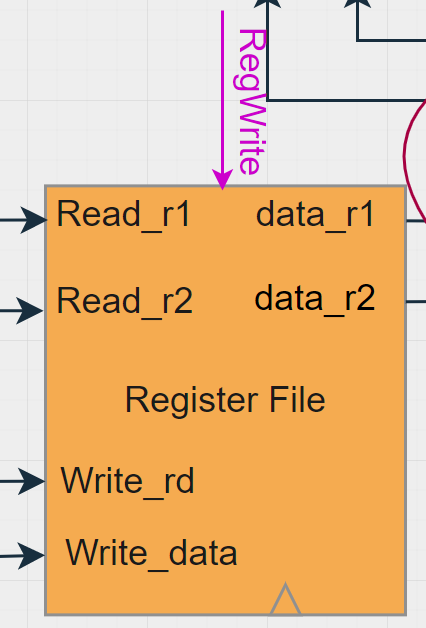 RegWrite
Read_r1
data_r1
Read_r2
data_r2
Register File
Write_rd
Write_data